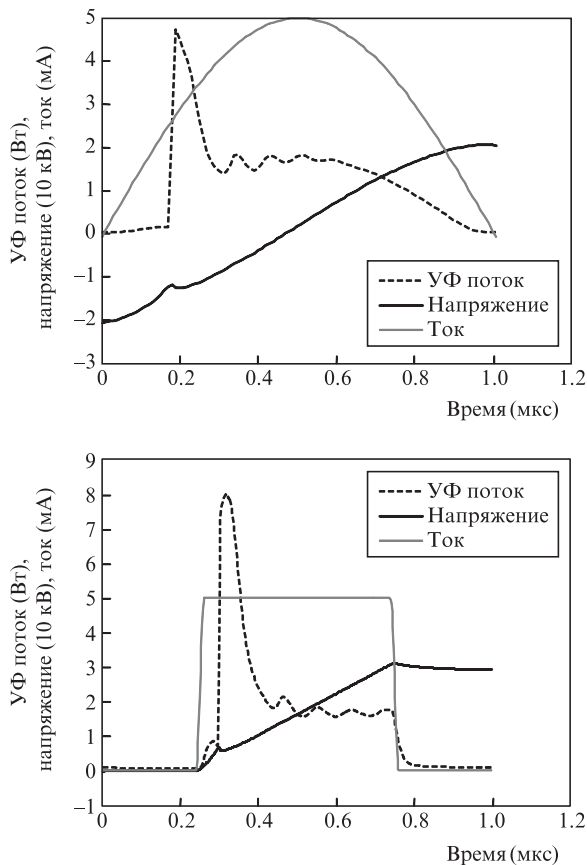 5
4
3
2
1
0
–1
–2
–3
УФ поток (Вт),
напряжение (10 кВ), ток (мА)
УФ поток
Напряжение
Ток
0
0.2
0.4
0.6
0.8
1.0
1.2
Время (мкс)
9
8
7
6
5
4
3
2
1
0
–1
УФ поток (Вт),
напряжение (10 кВ), ток (мА)
УФ поток
Напряжение
Ток
0
0.2
0.4
0.6
0.8
1.0
1.2
Время (мкс)